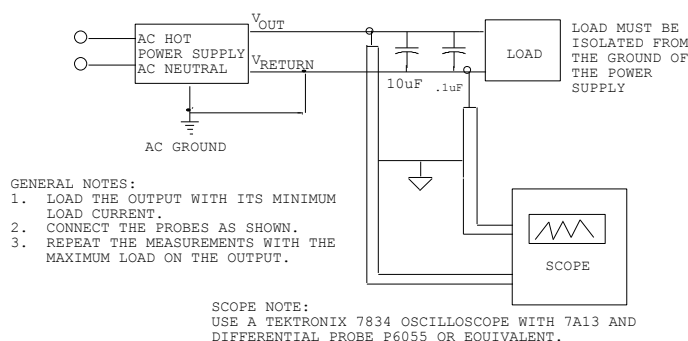 V OUT
AC HOT
POWER SUPPLY
AC NEUTRAL
V RETURN
10uF
.1uF
LOAD
LOAD MUST BE
ISOLATED FROM
THE GROUND OF
THE POWER
SUPPLY
AC GROUND
GENERAL NOTES:
1. LOAD THE OUTPUT WITH ITS MINIMUM
LOAD CURRENT.
2. CONNECT THE PROBES AS SHOWN.
3. REPEAT THE MEASUREMENTS WITH THE
MAXIMUM LOAD ON THE OUTPUT.
SCOPE
SCOPE NOTE:
USE A TEKTRONIX 7834 OSCILLOSCOPE WITH 7A13 AND
DIFFERENTIAL PROBE P6055 OR EQUIVALENT.